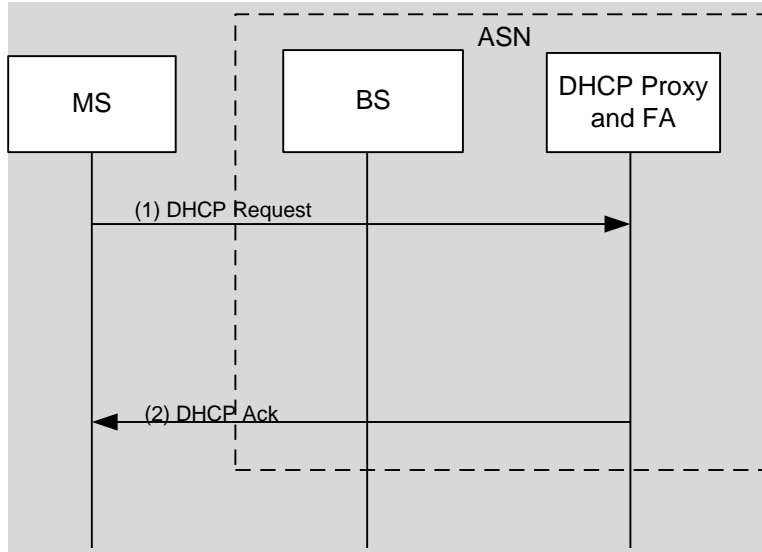 ASN
MS
BS
DHCP Proxy
and FA
(1) DHCP Request
(2) DHCP Ack